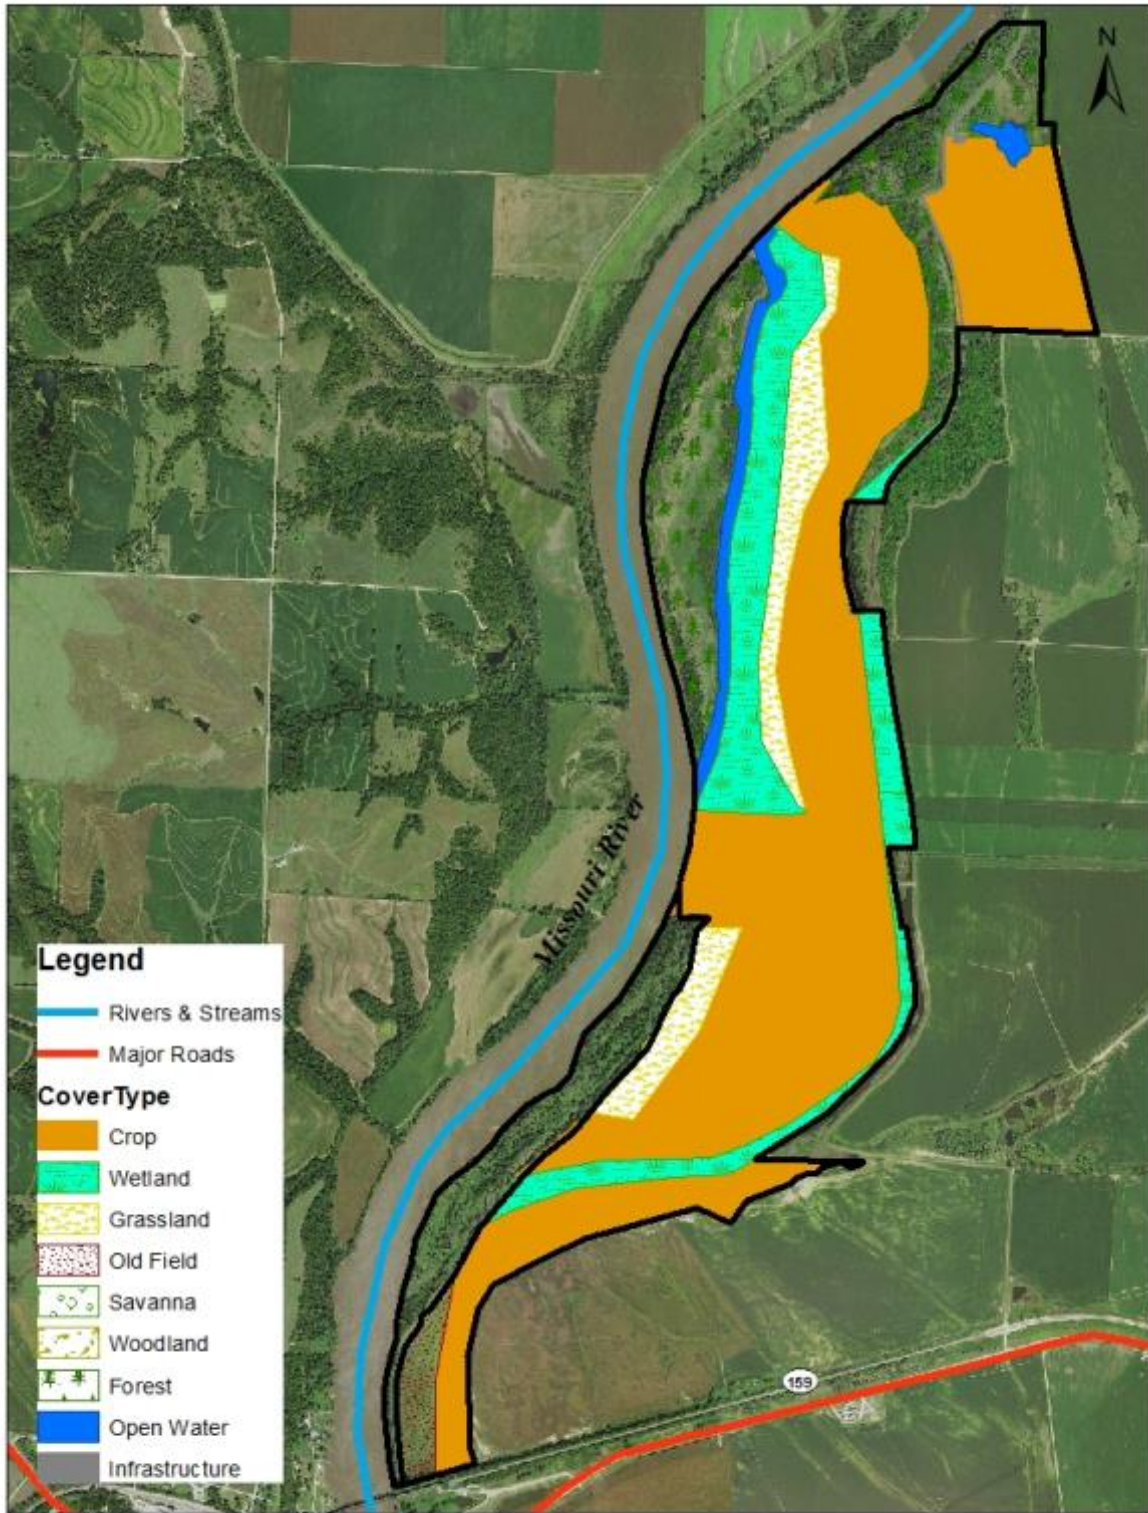 N
Missouri River
Legend
Rivers & Streams
Major Roads
CoverType
Crop
Wetland
Grassland
Old Field
Savanna
Woodland
Forest
Open Water
Infrastructure
159